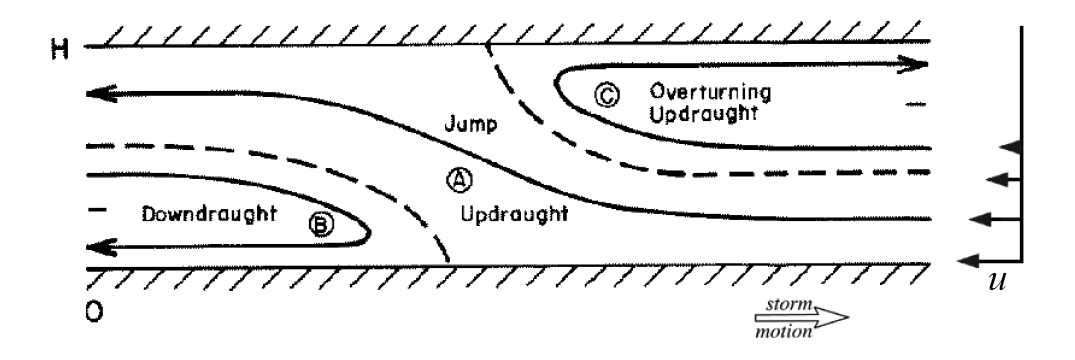 H
C Overturning
Updraught
Jump
A
Updraught
Downdraught
B
u
O
storm
motion